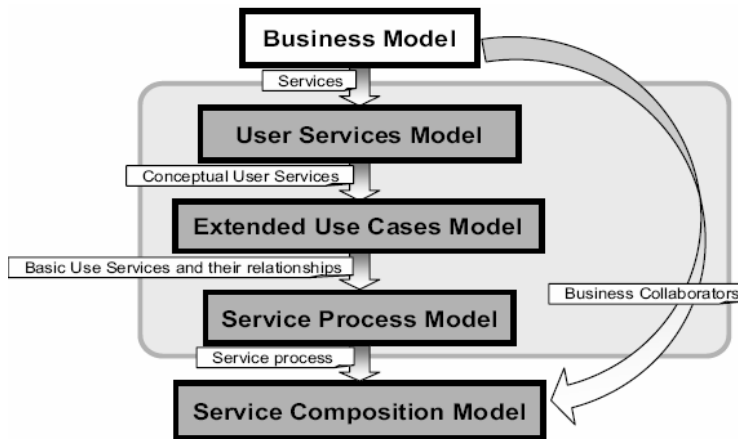 Business Model
Services
User Services Model
Conceptual User Services
Extended Use Cases Model
Basic Use Services and their relationships
Business Collaborators
Service Process Model
Service process
Service Composition Model